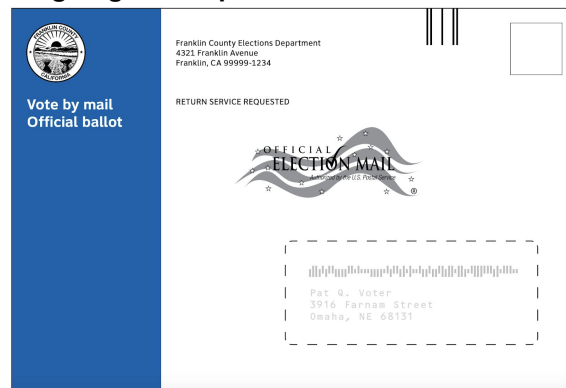 FRANKLIN COUNTY
CALIFORNIA
Vote by mail
Official ballot
Franklin County Elections Department
4321 Franklin Avenue
Franklin, CA 99999-1234
RETURN SERVICE REQUESTED
OFFICIAL
ELECTION MAIL
Authorized by the U.S. Postal Service
®
Pat Q. Voter
3916 Farnam Street
Omaha, NE 68131